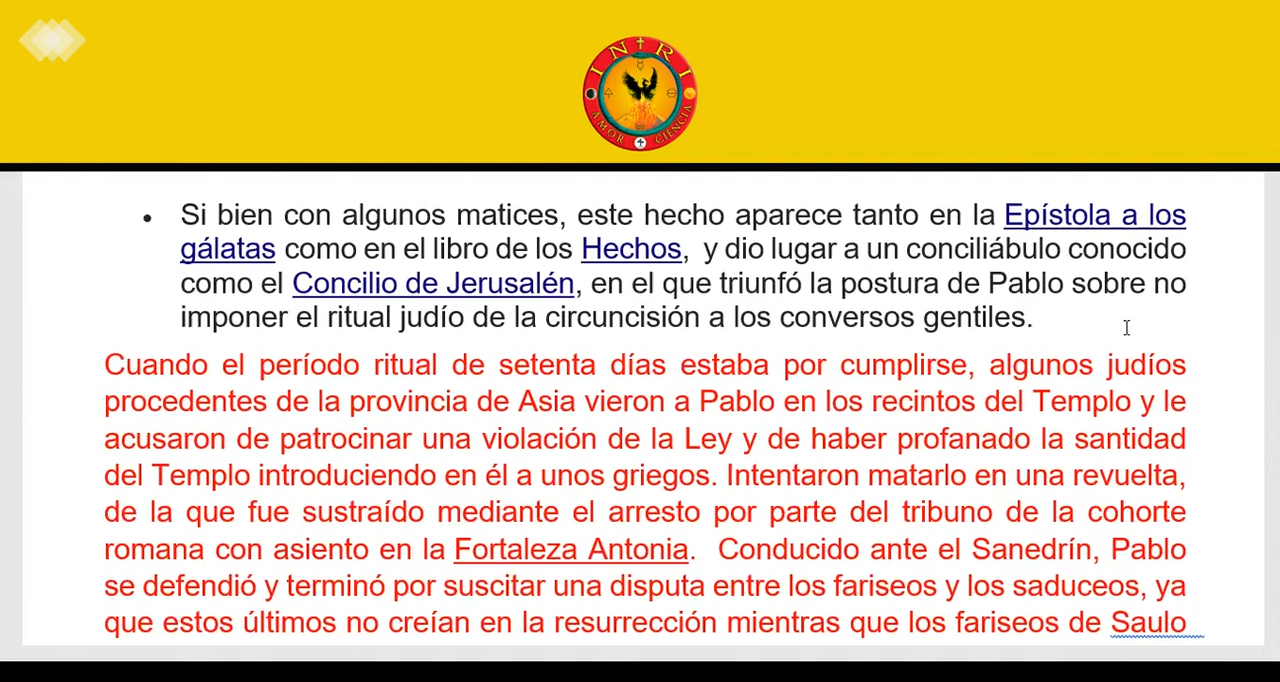 INRI
AMOR CIENCIA
• Si bien con algunos matices, este hecho aparece tanto en la Epístola a los
gálatas como en el libro de los Hechos, y dio lugar a un conciliábulo conocido
como el Concilio de Jerusalén, en el que triunfó la postura de Pablo sobre no
imponer el ritual judío de la circuncisión a los conversos gentiles.
Cuando el período ritual de setenta días estaba por cumplirse, algunos judíos
procedentes de la provincia de Asia vieron a Pablo en los recintos del Templo y le
acusaron de patrocinar una violación de la Ley y de haber profanado la santidad
del Templo introduciendo en él a unos griegos. Intentaron matarlo en una revuelta,
de la que fue sustraído mediante el arresto por parte del tribuno de la cohorte
romana con asiento en la Fortaleza Antonia. Conducido ante el Sanedrín, Pablo
se defendió y terminó por suscitar una disputa entre los fariseos y los saduceos, ya
que estos últimos no creían en la resurrección mientras que los fariseos de Saulo